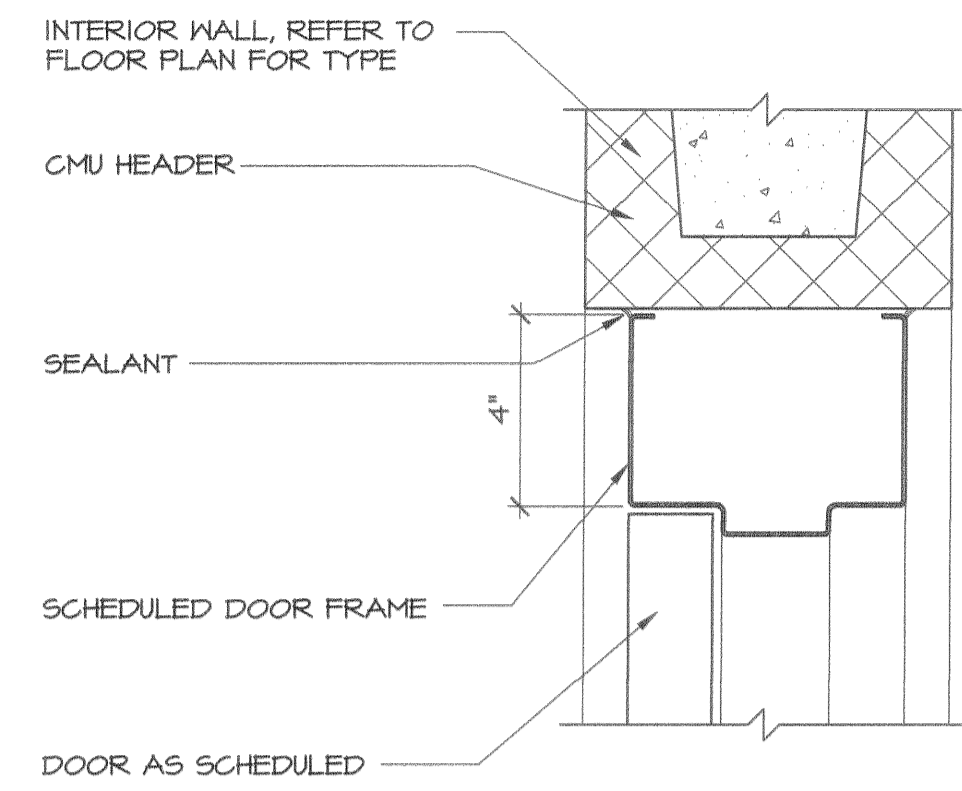 INTERIOR WALL, REFER TO
FLOOR PLAN FOR TYPE
CMU HEADER
SEALANT
4"
SCHEDULED DOOR FRAME
DOOR AS SCHEDULED